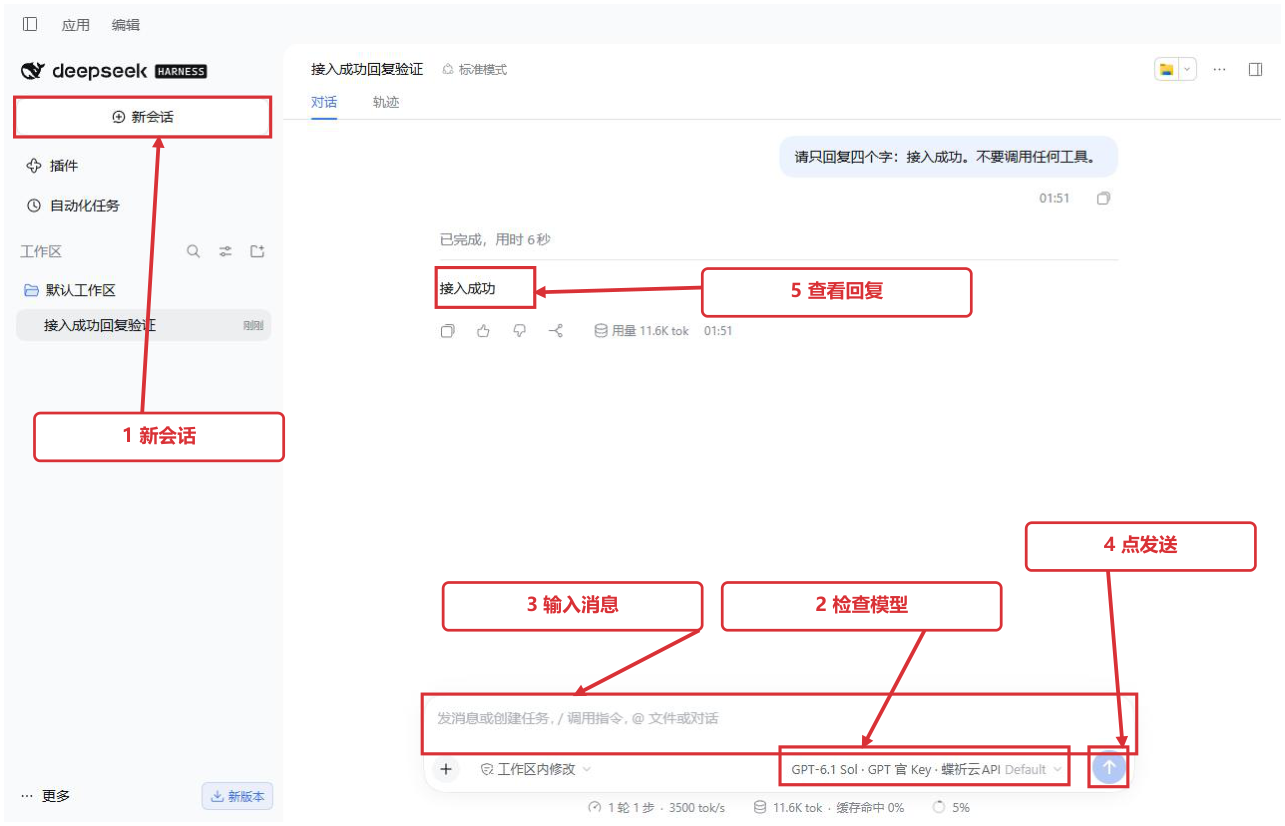 应用 编辑
deepseek HARNESS
新会话
插件
自动化任务
工作区
默认工作区
接入成功回复验证 刚刚
1 新会话
更多
新版本
接入成功回复验证 标准模式
对话 轨迹
请只回复四个字：接入成功。不要调用任何工具。
01:51
已完成，用时 6 秒
接入成功
5 查看回复
用量 11.6K tok 01:51
4 点发送
3 输入消息 2 检查模型
发消息或创建任务, / 调用指令, @ 文件或对话
工作区内修改 GPT-6.1 Sol · GPT 官 Key · 蝶祈云API Default
1 轮 1 步 · 3500 tok/s 11.6K tok · 缓存命中 0% 5%